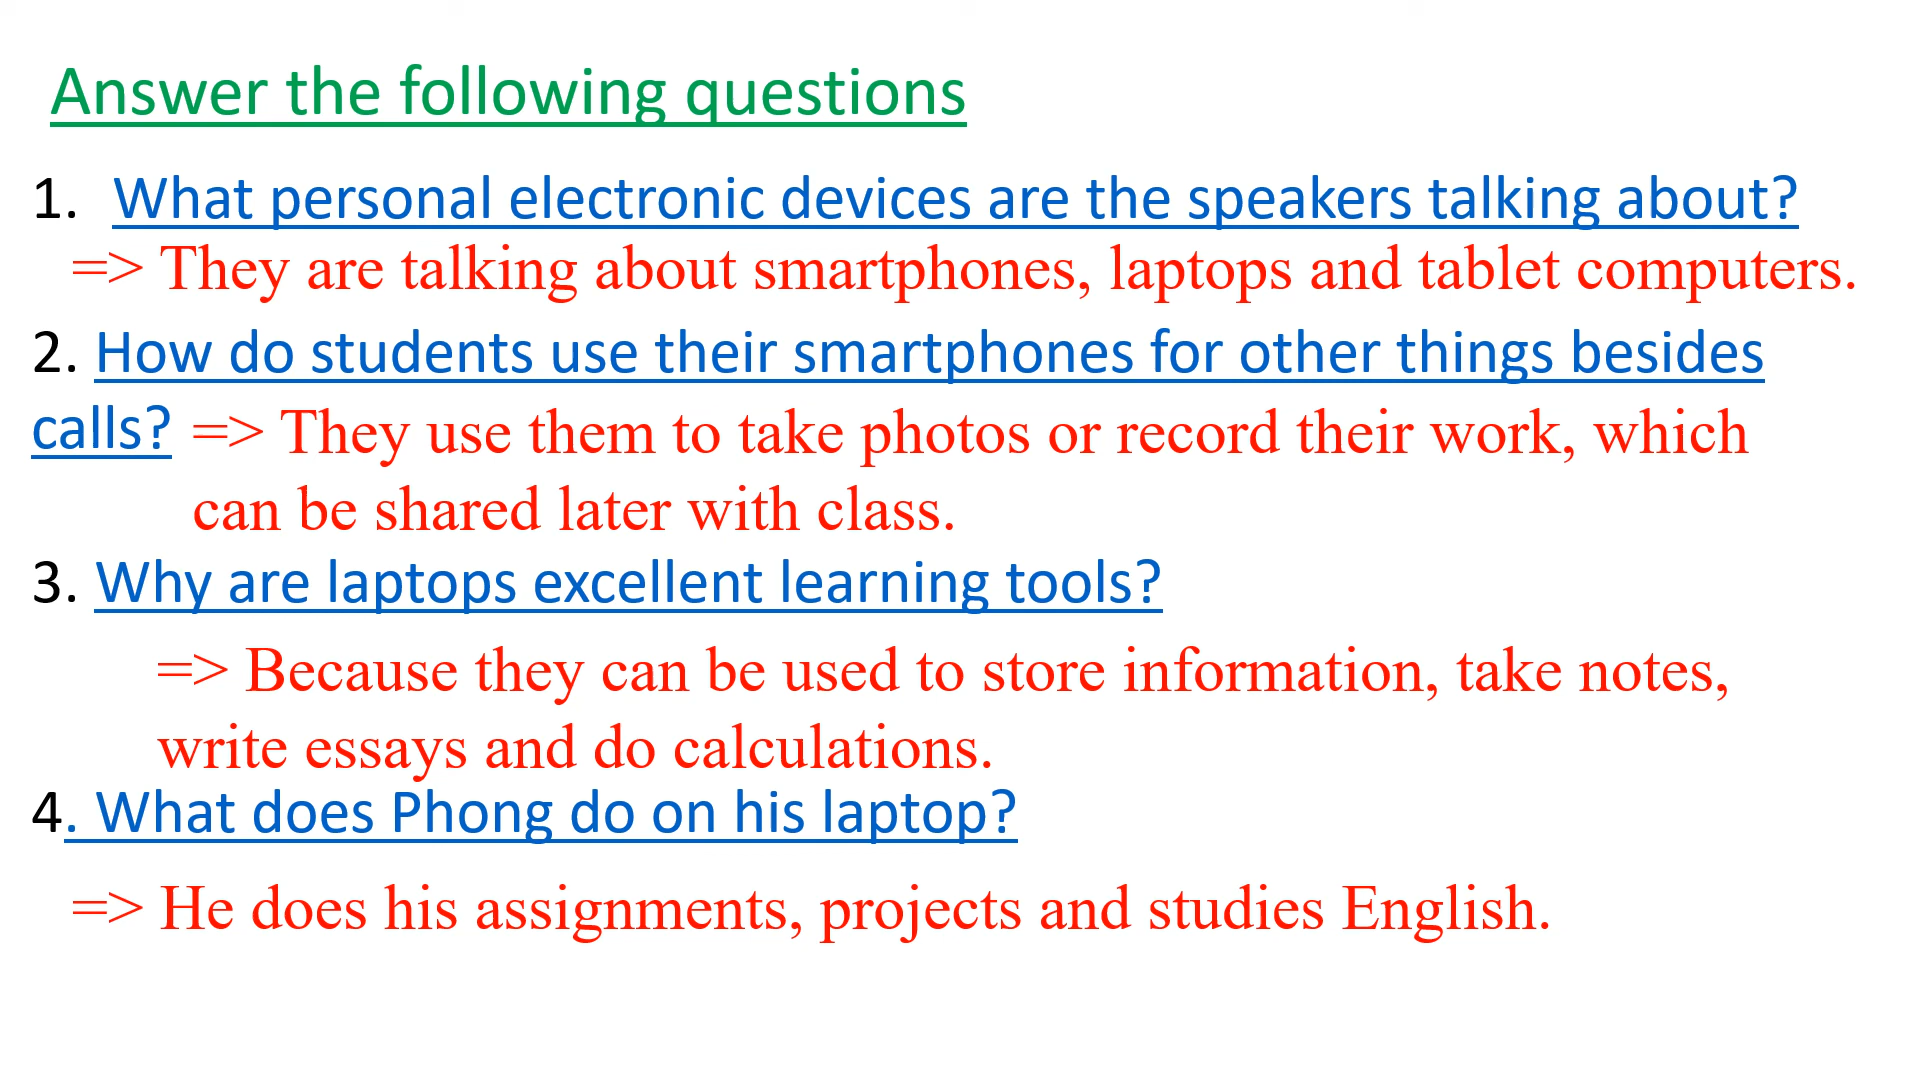 Answer the following questions
1. What personal electronic devices are the speakers talking about?
=> They are talking about smartphones, laptops and tablet computers.
2. How do students use their smartphones for other things besides
calls? => They use them to take photos or record their work, which
can be shared later with class.
3. Why are laptops excellent learning tools?
=> Because they can be used to store information, take notes,
write essays and do calculations.
4. What does Phong do on his laptop?
=> He does his assignments, projects and studies English.